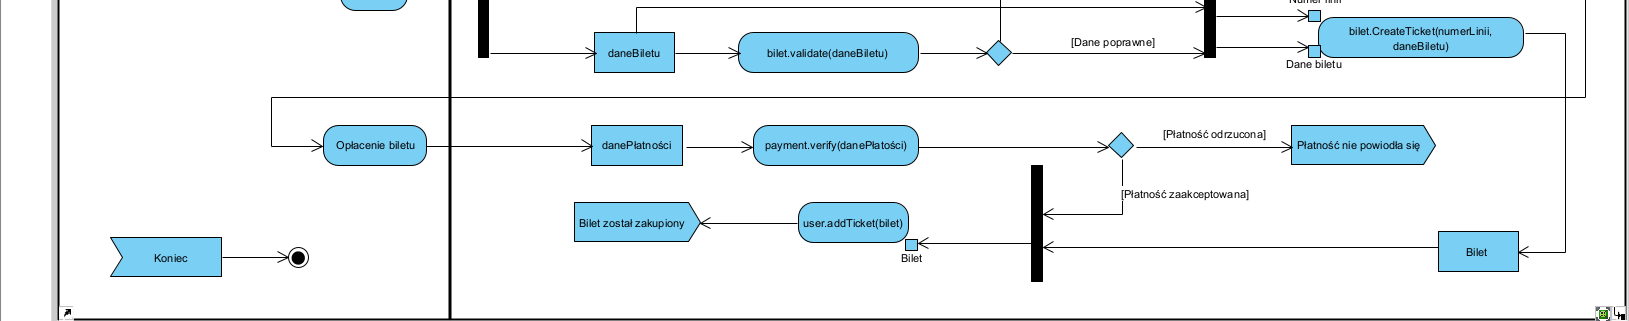 daneBiletu
bilet.validate(daneBiletu)
[Dane poprawne]
bilet.CreateTicket(numerLinii,
daneBiletu)
Dane biletu
Opłacenie biletu
danePłatności
payment.verify(danePłatości)
[Płatność odrzucona]
Płatność nie powiodła się
[Płatność zaakceptowana]
Bilet został zakupiony
user.addTicket(bilet)
Bilet
Bilet
Koniec